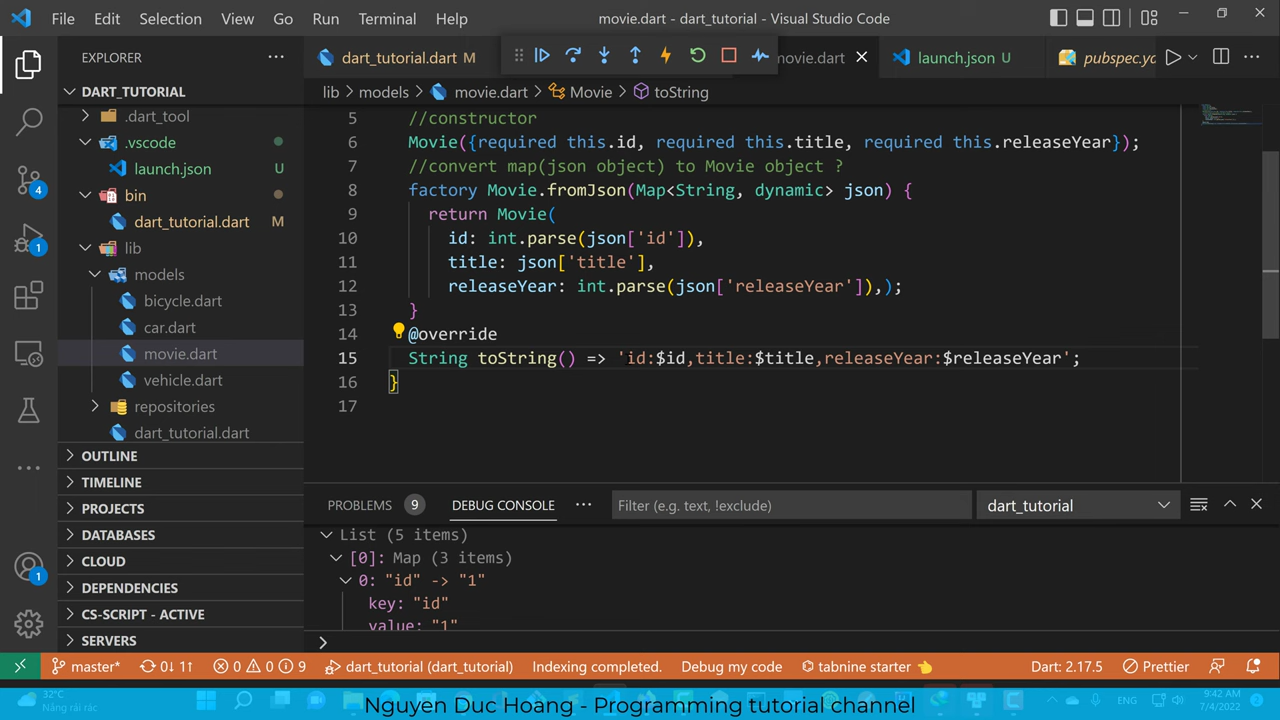 File Edit Selection View Go Run Terminal Help movie.dart - dart_tutorial - Visual Studio Code
EXPLORER
dart_tutorial.dart M
movie.dart
launch.json U
pubspec.yc
DART_TUTORIAL
.dart_tool
.vscode
launch.json U
bin
dart_tutorial.dart M
lib
models
bicycle.dart
car.dart
movie.dart
vehicle.dart
repositories
dart_tutorial.dart
OUTLINE
TIMELINE
PROJECTS
DATABASES
CLOUD
DEPENDENCIES
CS-SCRIPT - ACTIVE
SERVERS
4
1
1
lib > models > movie.dart > Movie > toString
5 //constructor
6 Movie({required this.id, required this.title, required this.releaseYear});
7 //convert map(json object) to Movie object ?
8 factory Movie.fromJson(Map<String, dynamic> json) {
9 return Movie(
10 id: int.parse(json['id']),
11 title: json['title'],
12 releaseYear: int.parse(json['releaseYear']),);
13 }
14 @override
15 String toString() => 'id:$id,title:$title,releaseYear:$releaseYear';
16 }
17
PROBLEMS 9 DEBUG CONSOLE Filter (e.g. text, !exclude) dart_tutorial
List (5 items)
[0]: Map (3 items)
0: "id" -> "1"
key: "id"
value: "1"
master* 0↓ 1↑ 0 0 9 dart_tutorial (dart_tutorial) Indexing completed. Debug my code tabnine starter Dart: 2.17.5 Prettier
32°C
Nắng rải rác
ENG
9:42 AM
7/4/2022
Nguyen Duc Hoang - Programming tutorial channel